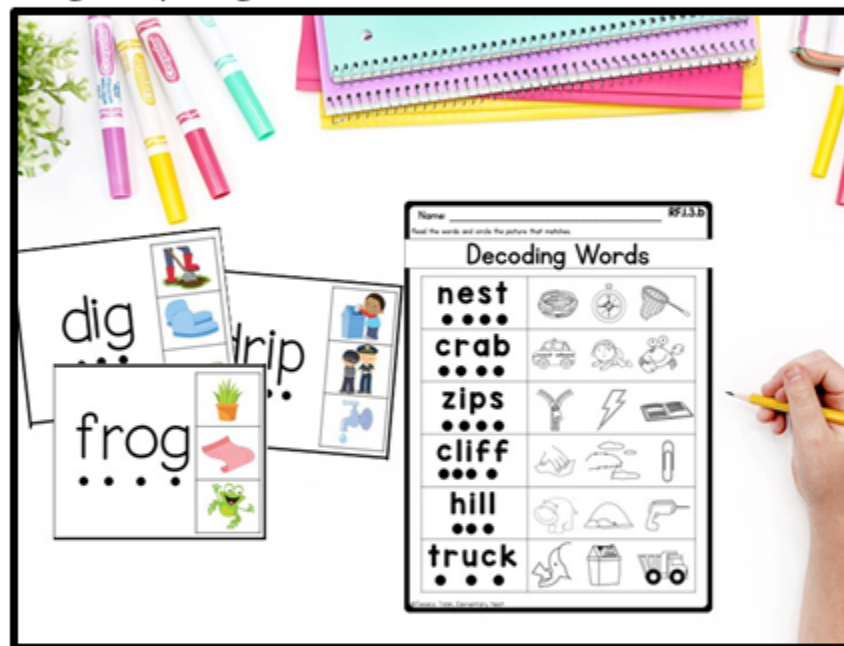 dig
drip
frog
Name: RF.1.3.b
Read the words and circle the picture that matches.
Decoding Words
nest
crab
zips
cliff
hill
truck